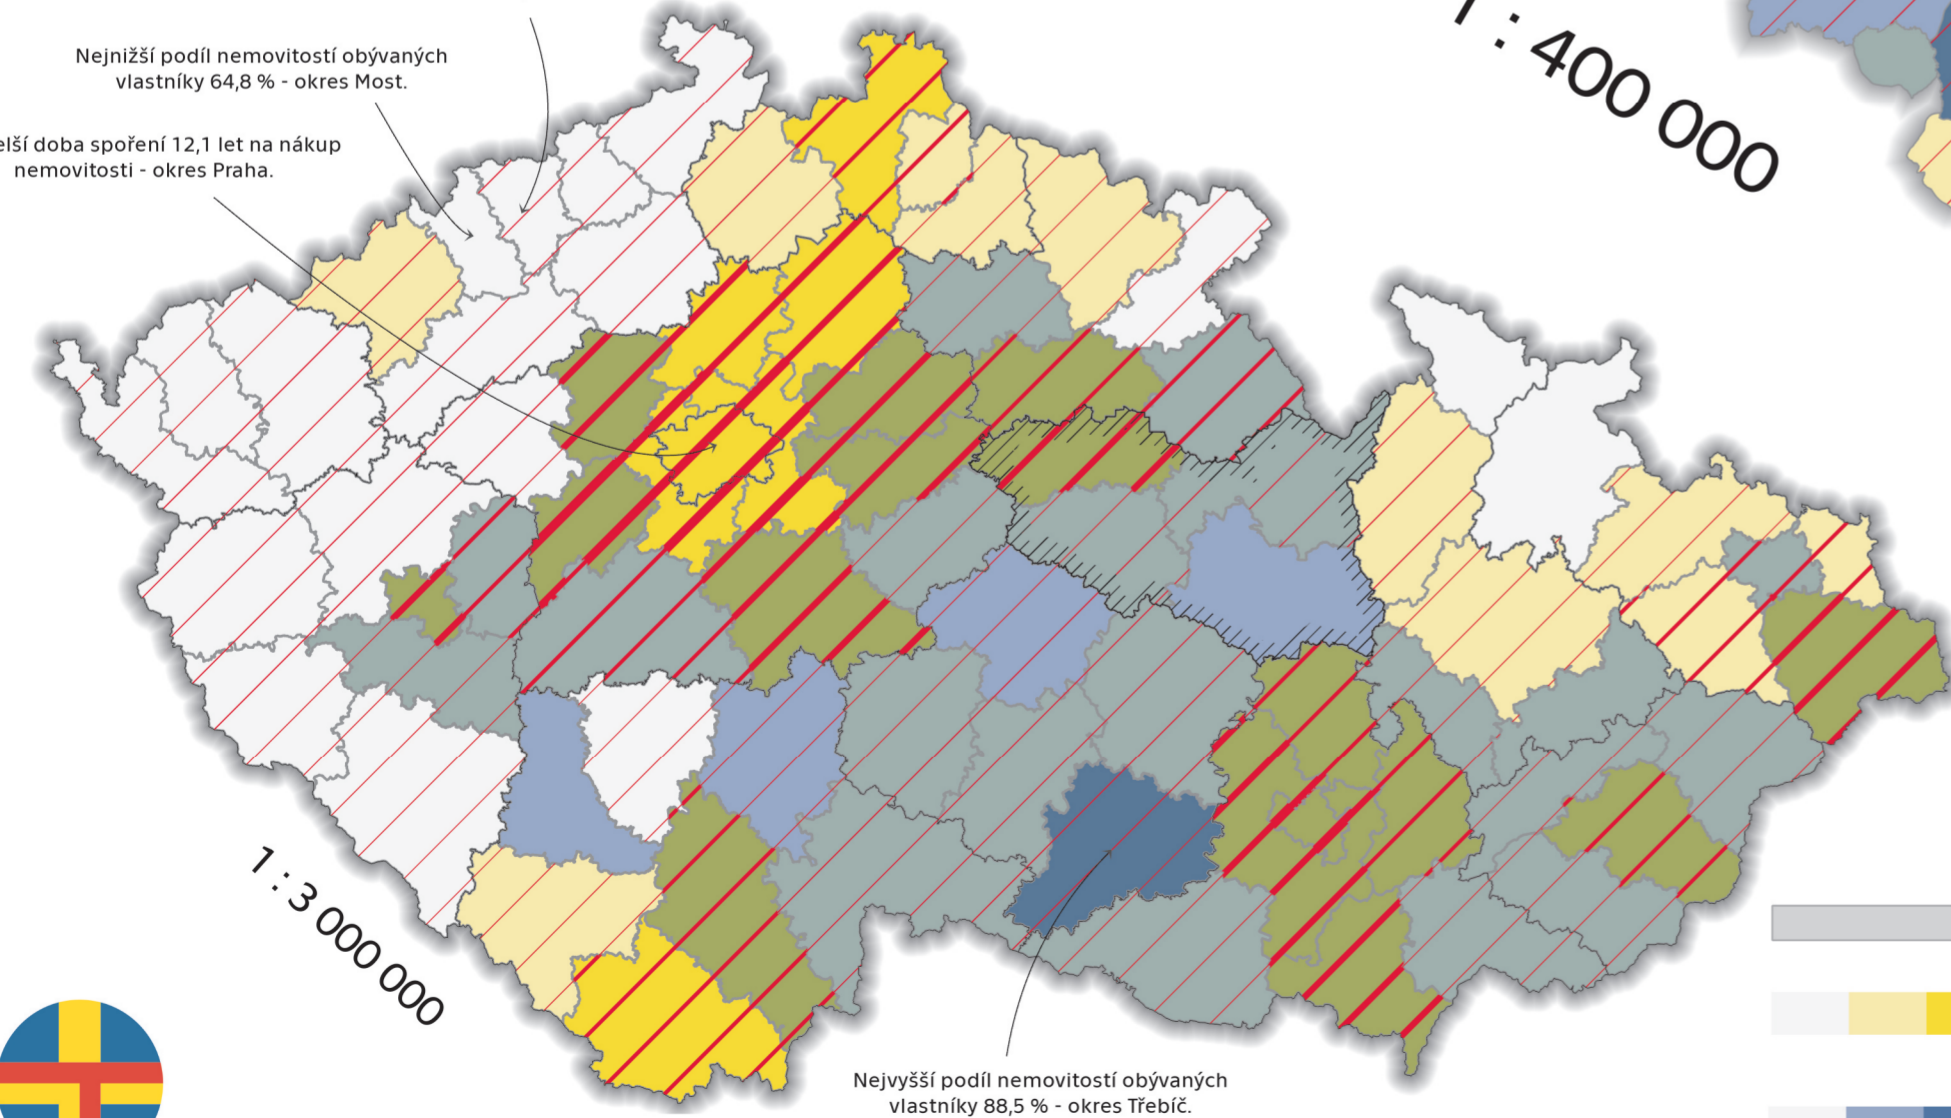 1 : 400 000
Nejnižší podíl nemovitostí obývaných
vlastníky 64,8 % - okres Most.
elší doba spoření 12,1 let na nákup
nemovitosti - okres Praha.
1 : 3 000 000
Nejvyšší podíl nemovitostí obývaných
vlastníky 88,5 % - okres Třebíč.